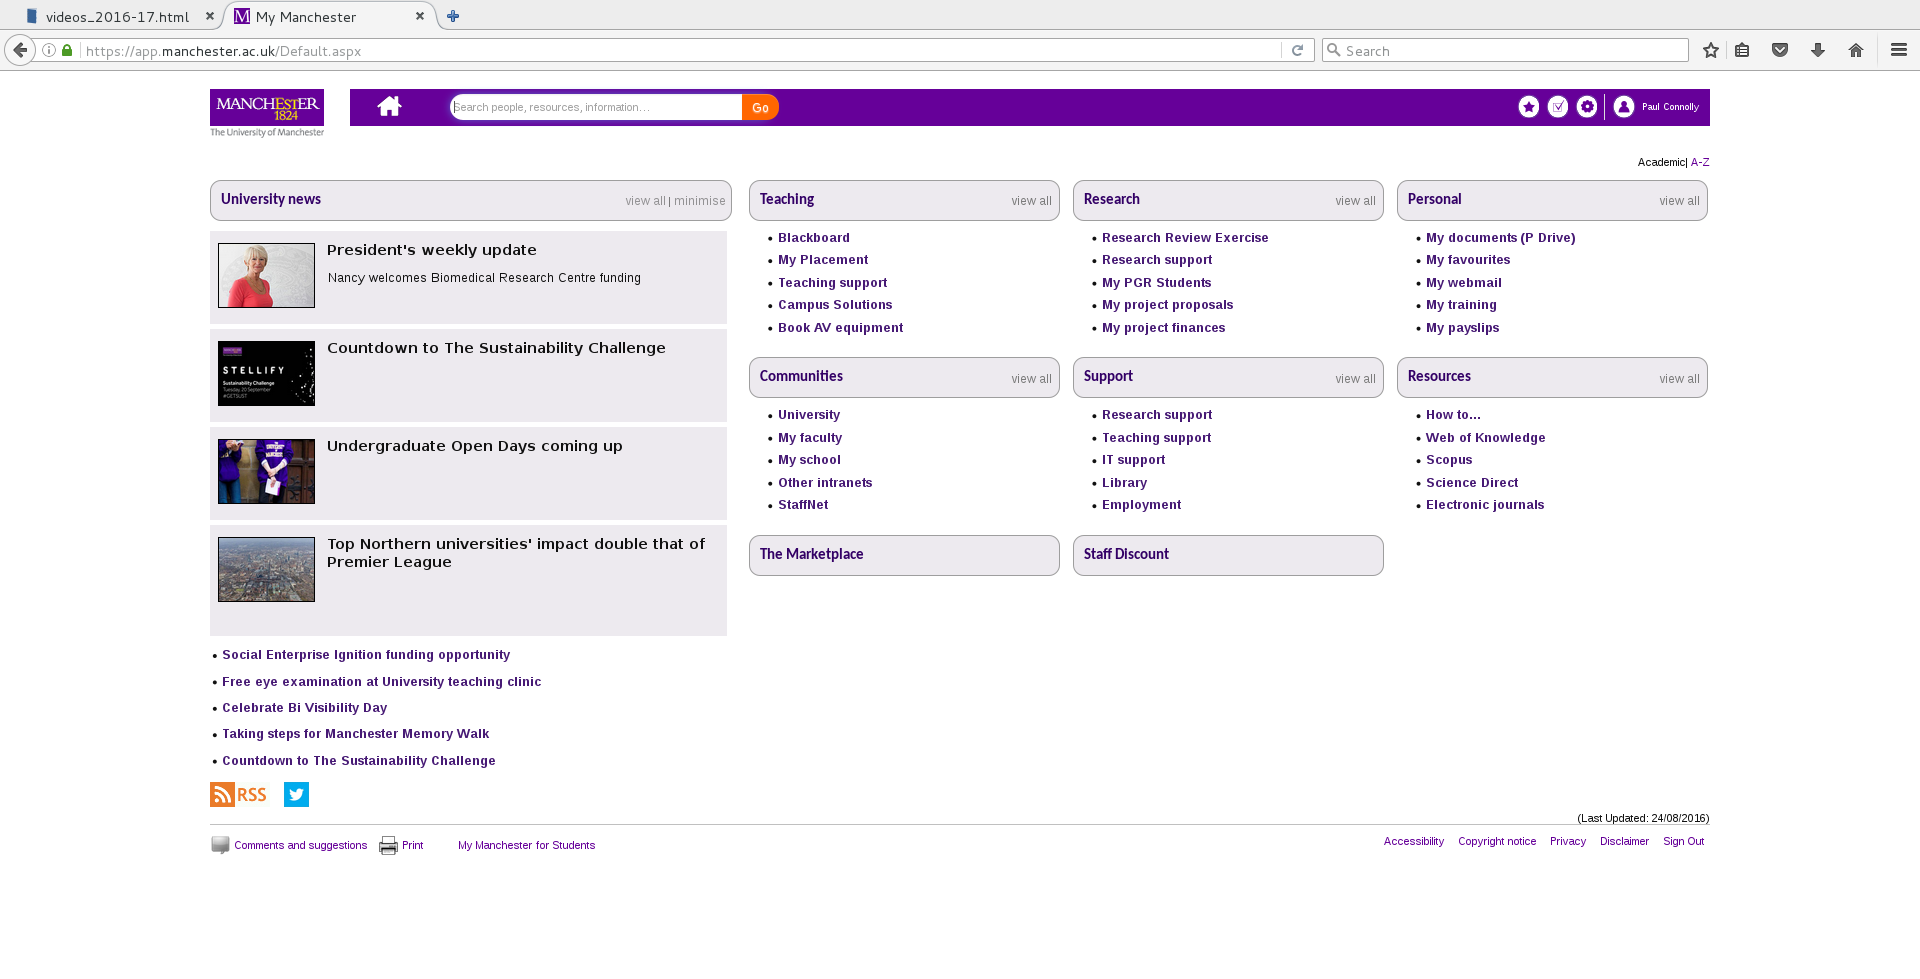 videos_2016-17.html
My Manchester
https://app.manchester.ac.uk/Default.aspx
Search
MANCHESTER
1824
The University of Manchester
Search people, resources, information...
Go
Paul Connolly
Academic| A-Z
University news
view all | minimise
President's weekly update
Nancy welcomes Biomedical Research Centre funding
STELLIFY
Sustainability Challenge
Tuesday 20 September
#GETSUST
Countdown to The Sustainability Challenge
Undergraduate Open Days coming up
Top Northern universities' impact double that of
Premier League
• Social Enterprise Ignition funding opportunity
• Free eye examination at University teaching clinic
• Celebrate Bi Visibility Day
• Taking steps for Manchester Memory Walk
• Countdown to The Sustainability Challenge
RSS
Teaching
view all
• Blackboard
• My Placement
• Teaching support
• Campus Solutions
• Book AV equipment
Research
view all
• Research Review Exercise
• Research support
• My PGR Students
• My project proposals
• My project finances
Personal
view all
• My documents (P Drive)
• My favourites
• My webmail
• My training
• My payslips
Communities
view all
• University
• My faculty
• My school
• Other intranets
• StaffNet
Support
view all
• Research support
• Teaching support
• IT support
• Library
• Employment
Resources
view all
• How to...
• Web of Knowledge
• Scopus
• Science Direct
• Electronic journals
The Marketplace
Staff Discount
(Last Updated: 24/08/2016)
Comments and suggestions
Print
My Manchester for Students
Accessibility
Copyright notice
Privacy
Disclaimer
Sign Out